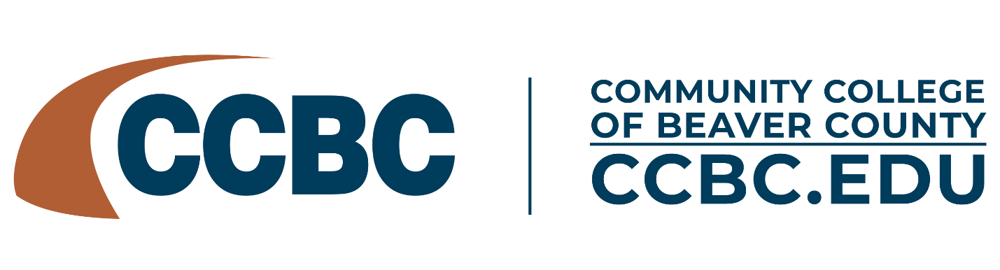 CCBC
COMMUNITY COLLEGE
OF BEAVER COUNTY
CCBC.EDU